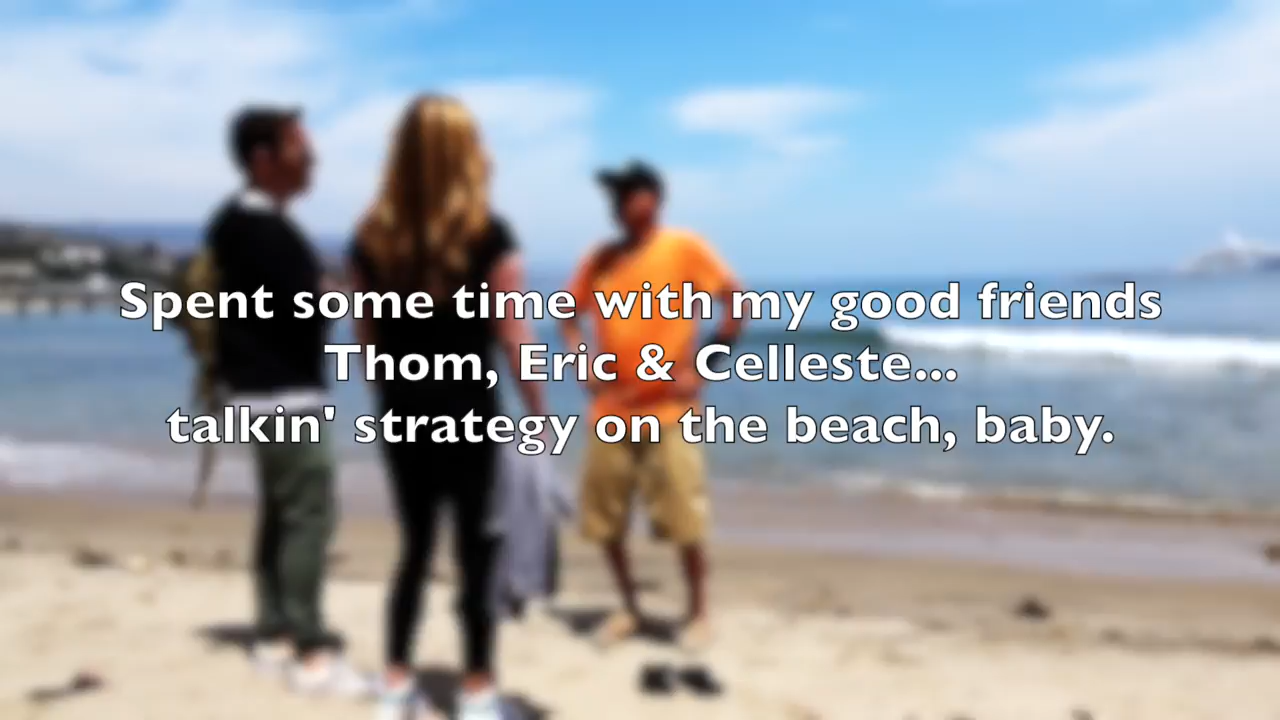 Spent some time with my good friends
Thom, Eric & Celleste...
talkin' strategy on the beach, baby.